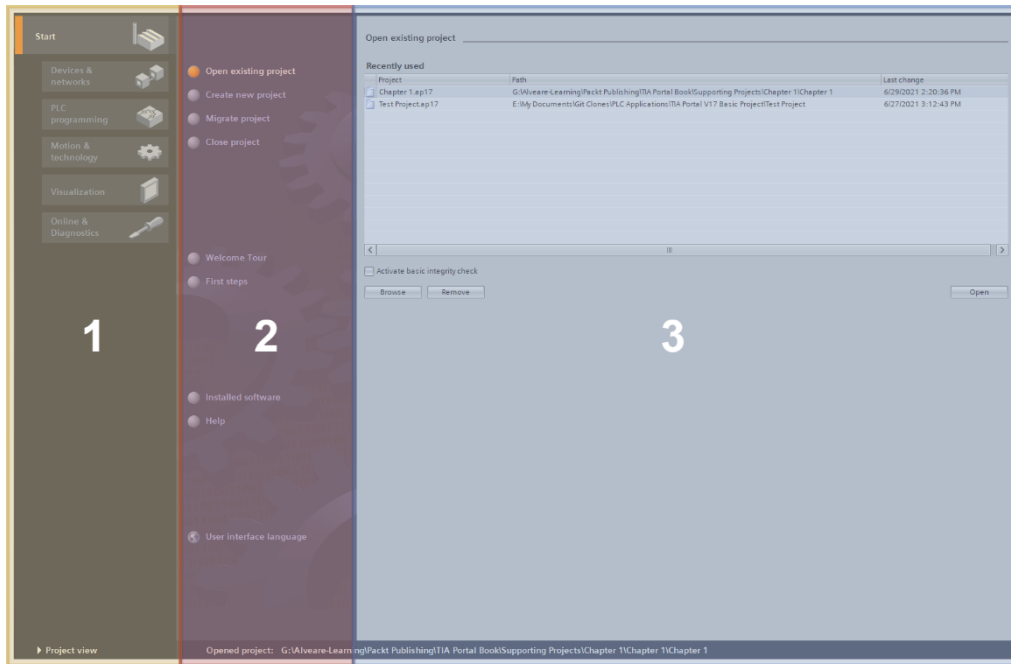 Start
Devices &
networks
PLC
programming
Motion &
technology
Visualization
Online &
Diagnostics
1
Project view
Open existing project
Create new project
Migrate project
Close project
Welcome Tour
First steps
2
Installed software
Help
User interface language
Open existing project
Recently used
Project Path Last change
Chapter 1.ap17 G:\Alveare-Learning\Packt Publishing\TIA Portal Book\Supporting Projects\Chapter 1\Chapter 1 6/29/2021 2:20:36 PM
Test Project.ap17 E:\My Documents\Git Clones\PLC Applications\TIA Portal V17 Basic Project\Test Project 6/27/2021 3:12:43 PM
Activate basic integrity check
Browse Remove Open
3
Opened project: G:\Alveare-Learning\Packt Publishing\TIA Portal Book\Supporting Projects\Chapter 1\Chapter 1\Chapter 1